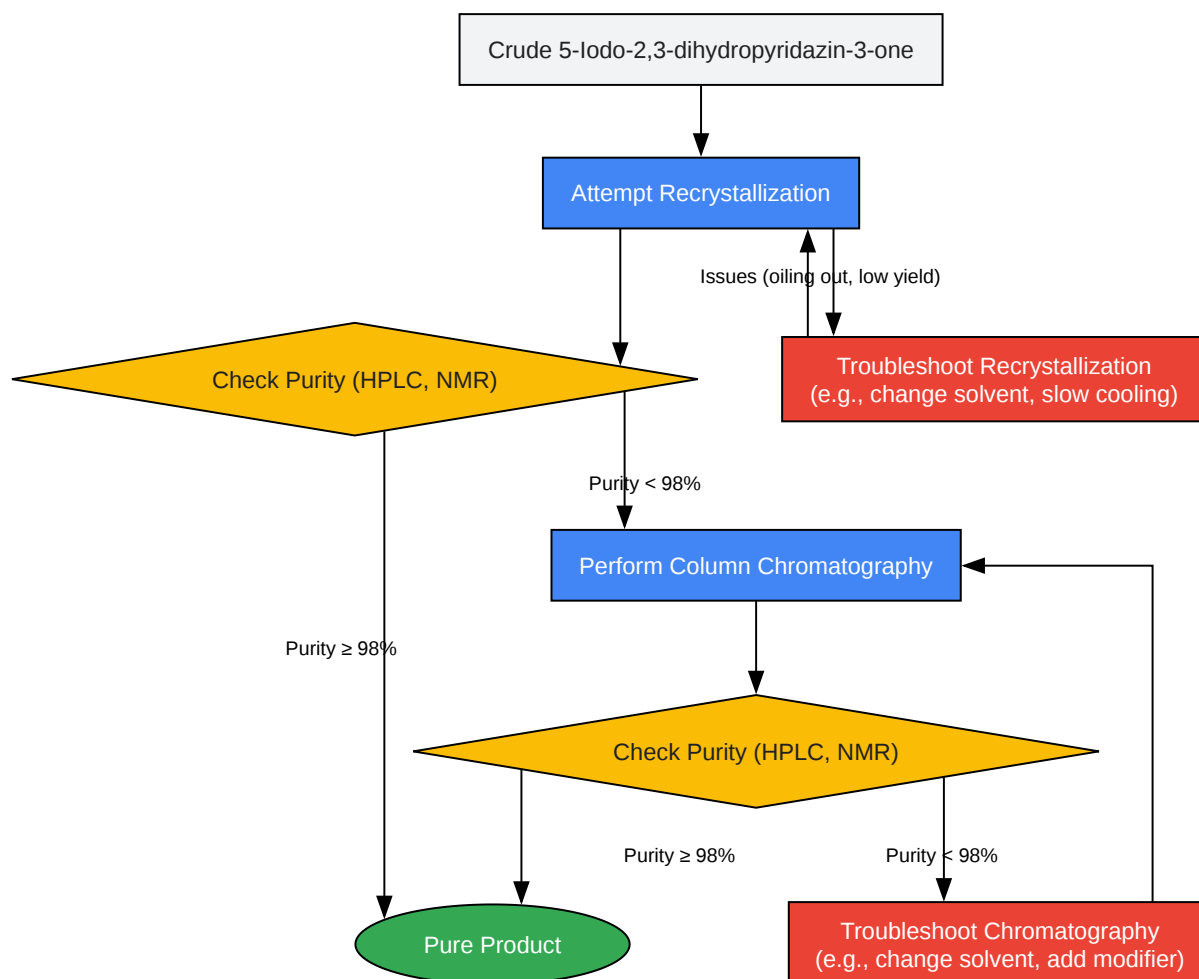 Crude 5-Iodo-2,3-dihydropyridazin-3-one
Attempt Recrystallization
Issues (oiling out, low yield)
Troubleshoot Recrystallization
(e.g., change solvent, slow cooling)
Check Purity (HPLC, NMR)
Purity < 98%
Perform Column Chromatography
Purity ≥ 98%
Check Purity (HPLC, NMR)
Purity ≥ 98%
Purity < 98%
Troubleshoot Chromatography
(e.g., change solvent, add modifier)
Pure Product